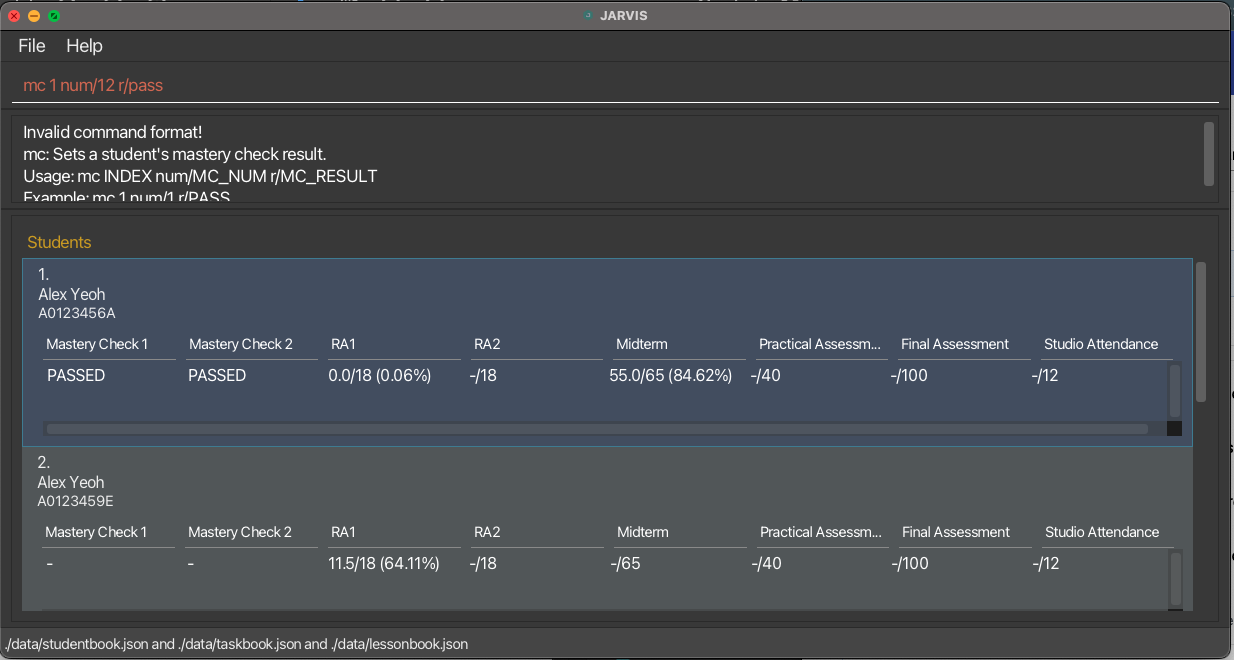 JARVIS
File Help
mc 1 num/12 r/pass
Invalid command format!
mc: Sets a student's mastery check result.
Usage: mc INDEX num/MC_NUM r/MC_RESULT
Example: mc 1 num/1 r/PASS
Students
1.
Alex Yeoh
A0123456A
Mastery Check 1 Mastery Check 2 RA1 RA2 Midterm Practical Assessm... Final Assessment Studio Attendance
PASSED PASSED 0.0/18 (0.06%) -/18 55.0/65 (84.62%) -/40 -/100 -/12
2.
Alex Yeoh
A0123459E
Mastery Check 1 Mastery Check 2 RA1 RA2 Midterm Practical Assessm... Final Assessment Studio Attendance
- - 11.5/18 (64.11%) -/18 -/65 -/40 -/100 -/12
./data/studentbook.json and ./data/taskbook.json and ./data/lessonbook.json